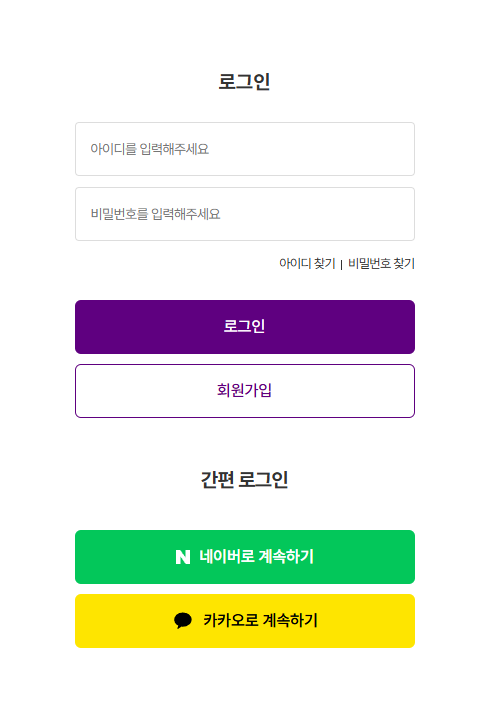 로그인
아이디를 입력해주세요
비밀번호를 입력해주세요
아이디 찾기 | 비밀번호 찾기
로그인
회원가입
간편 로그인
N 네이버로 계속하기
카카오로 계속하기